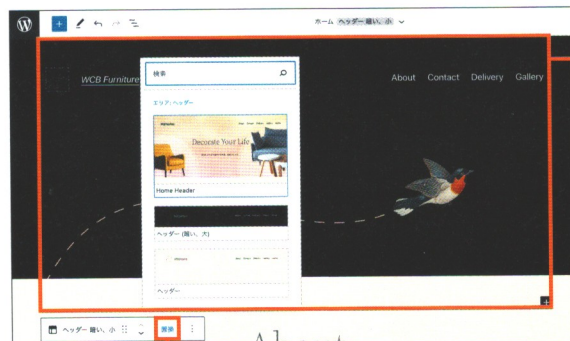 ホーム ヘッダー 暗い、小
WCB Furniture
About Contact Delivery Gallery
検索
エリア: ヘッダー
Decorate Your Life
Home Header
ヘッダー (暗い、大)
ヘッダー
ヘッダー 暗い、小
置換
About